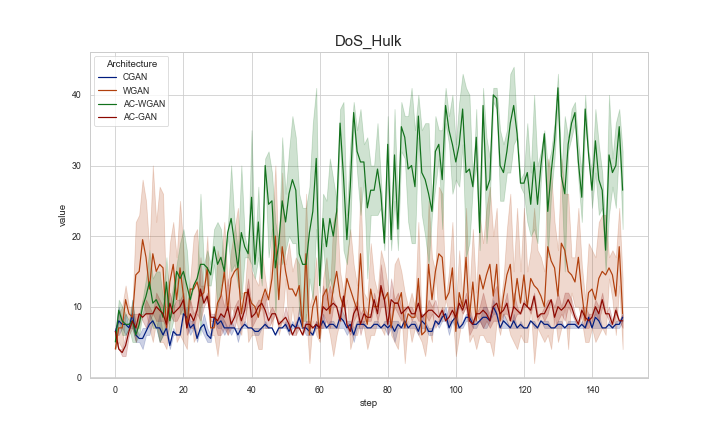 DoS_Hulk
Architecture
CGAN
WGAN
AC-WGAN
AC-GAN
40
30
20
10
0
value
0 20 40 60 80 100 120 140
step